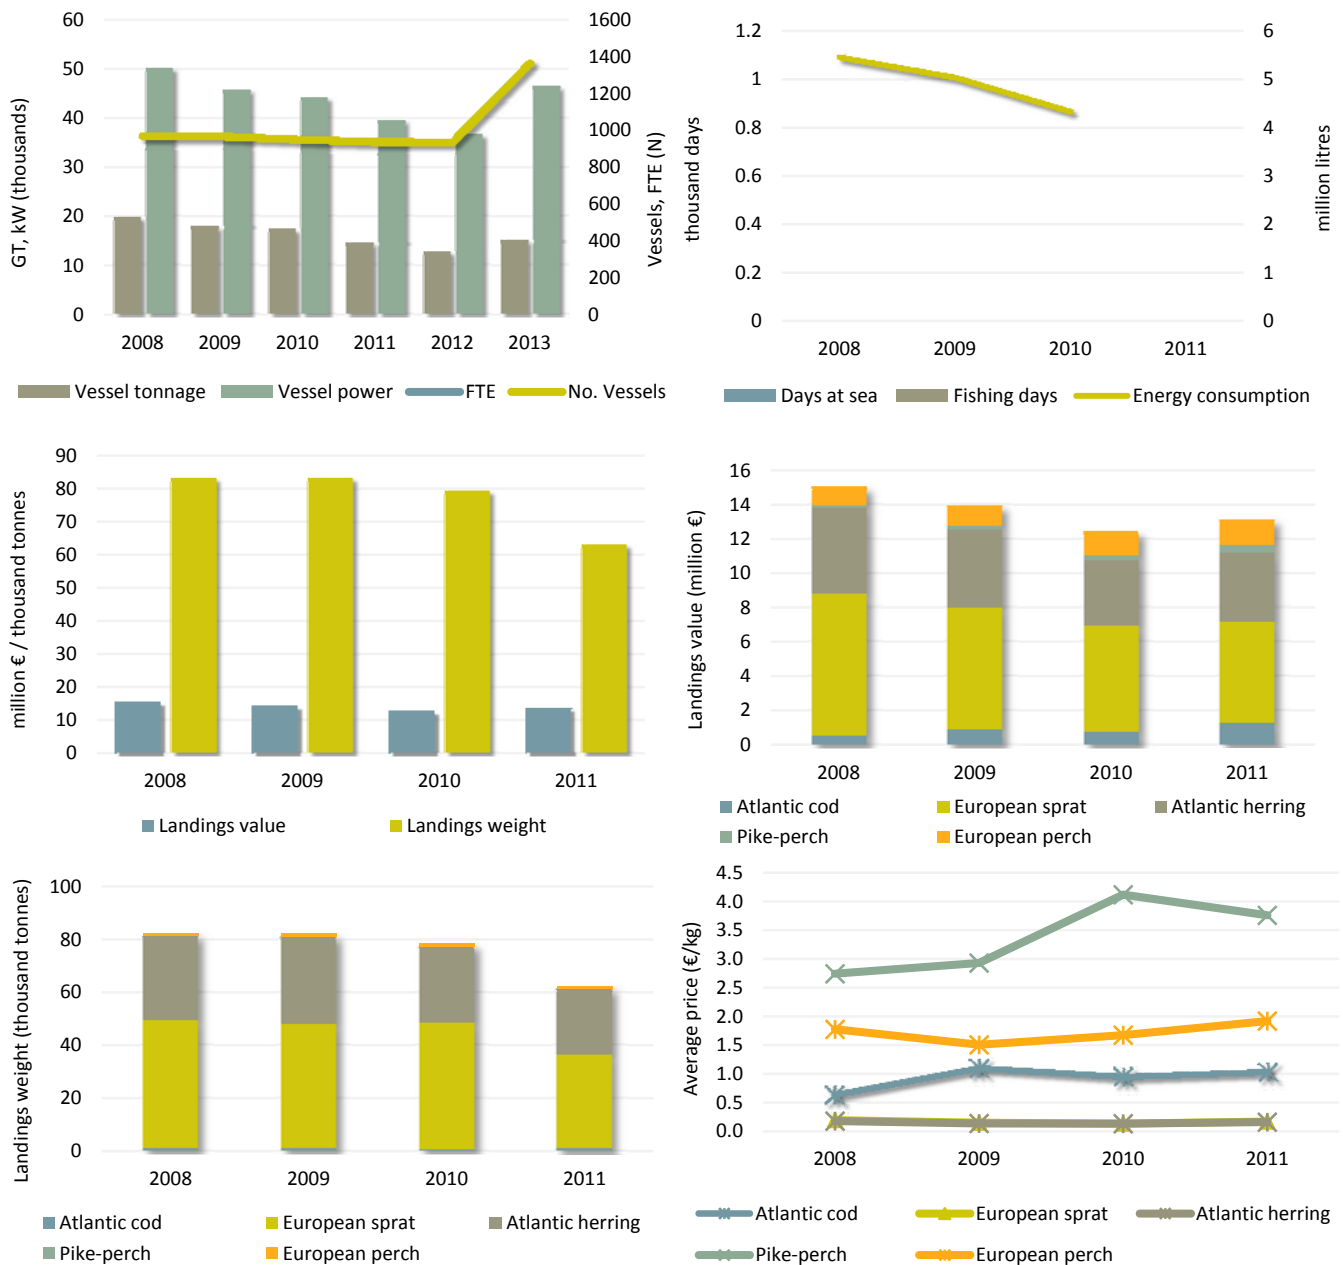 GT, kW (thousands)
60
50
40
30
20
10
0
1600
1400
1200
1000
800
600
400
200
0
Vessels, FTE (N)
2008 2009 2010 2011 2012 2013
Vessel tonnage Vessel power FTE No. Vessels
thousand days
1.2
1
0.8
0.6
0.4
0.2
0
6
5
4
3
2
1
0
million litres
2008 2009 2010 2011
Days at sea Fishing days Energy consumption
million € / thousand tonnes
90
80
70
60
50
40
30
20
10
0
2008 2009 2010 2011
Landings value Landings weight
Landings value (million €)
16
14
12
10
8
6
4
2
0
2008 2009 2010 2011
Atlantic cod European sprat Atlantic herring
Pike-perch European perch
Landings weight (thousand tonnes)
100
80
60
40
20
0
2008 2009 2010 2011
Atlantic cod European sprat Atlantic herring
Pike-perch European perch
Average price (€/kg)
4.5
4.0
3.5
3.0
2.5
2.0
1.5
1.0
0.5
0.0
2008 2009 2010 2011
Atlantic cod European sprat Atlantic herring
Pike-perch European perch